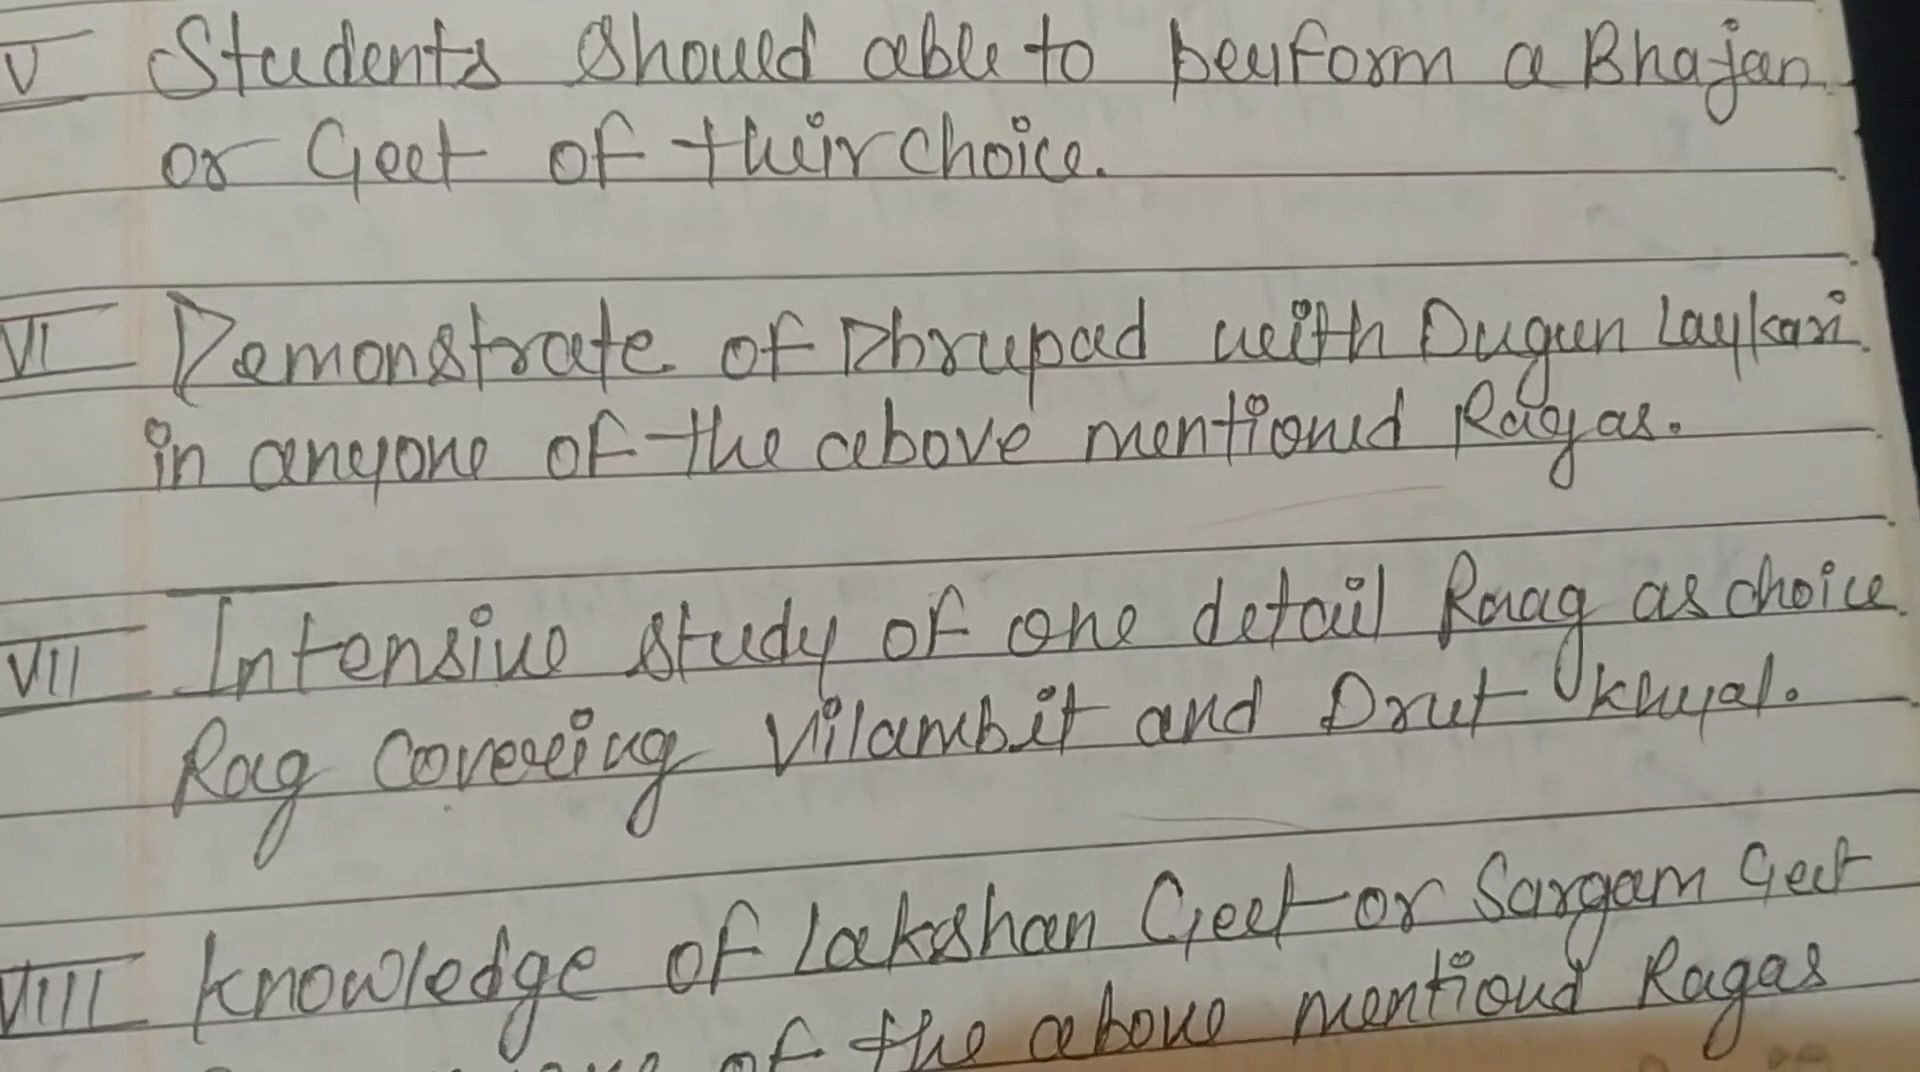 V Students should able to perform a Bhajan
or Geet of their choice.
VI Demonstrate of Dhrupad with Dugun Laykari
in anyone of the above mentioned Ragas.
VII Intensive study of one detail Raag as choice
Rag Covereing Vilambit and Drut khyal.
VIII knowledge of Lakshan Geet or Sargam Geet
of the above mentioned Ragas